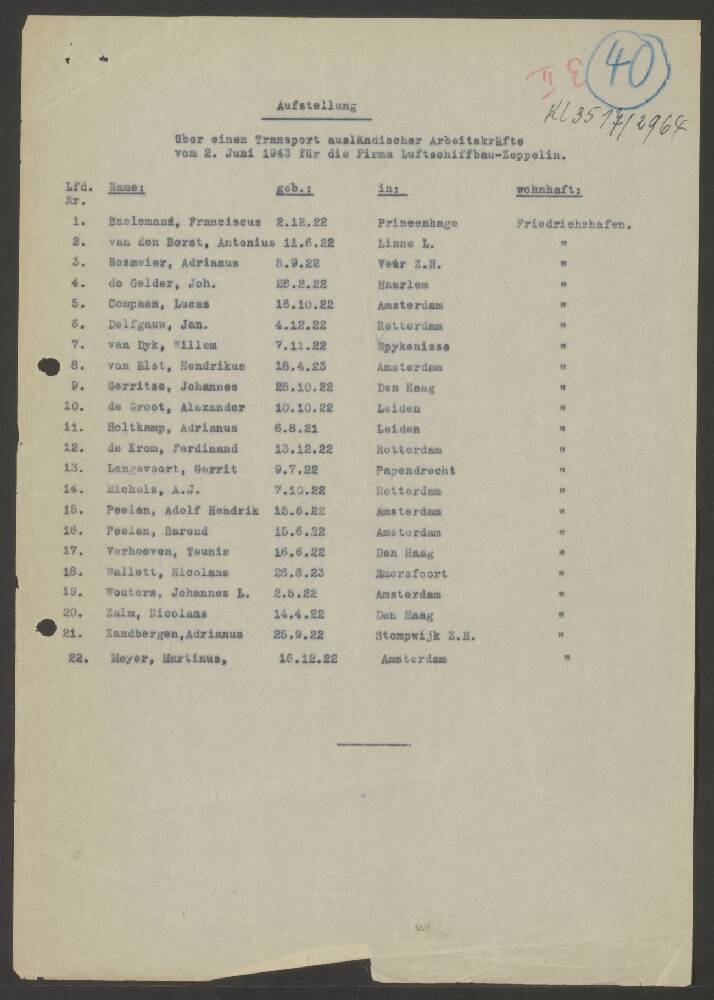 II 3
40
KL 3517/2964
Aufstellung
über einen Transport ausländischer Arbeitskräfte
vom 2. Juni 1943 für die Firma Luftschiffbau-Zeppelin.
Lfd. Name: geb.: in: wohnhaft:
Nr.
1. Franciscus 2.12.22 Princenhage Friedrichshafen.
2. van den Borst, Antonius 11.6.22 Linne L. "
3. Bosmeier, Adrianus 5.9.22 Veúr Z.H. "
4. de Gelder, Joh. 28.2.22 Haarlem "
5. Compaan, Lucas 15.10.22 Amsterdam "
6. Delfgauw, Jan. 4.12.22 Rotterdam "
7. van Dyk, Willem 7.11.22 Spykenisse "
8. van Elst, Hendrikus 18.4.23 Amsterdam "
9. Gerritse, Johannes 28.10.22 Den Haag "
10. de Groot, Alexander 10.10.22 Leiden "
11. Holtkamp, Adrianus 6.8.21 Leiden "
12. de Krom, Ferdinand 13.12.22 Rotterdam "
13. Langevoort, Gerrit 9.7.22 Papendrecht "
14. Michels, A.J. 7.10.22 Rotterdam "
15. Peelen, Adolf Hendrik 15.6.22 Amsterdam "
16. Peelen, Barend 15.6.22 Amsterdam "
17. Verhoeven, Teunis 16.6.22 Den Haag "
18. Wallett, Nicolaas 26.8.23 Amersfoort "
19. Wouters, Johannes L. 2.5.22 Amsterdam "
20. Zalm, Nicolaas 14.4.22 Den Haag "
21. Zandbergen,Adrianus 25.9.22 Stompwijk Z.H. "
22. Meyer, Martinus, 16.12.22 Amsterdam "